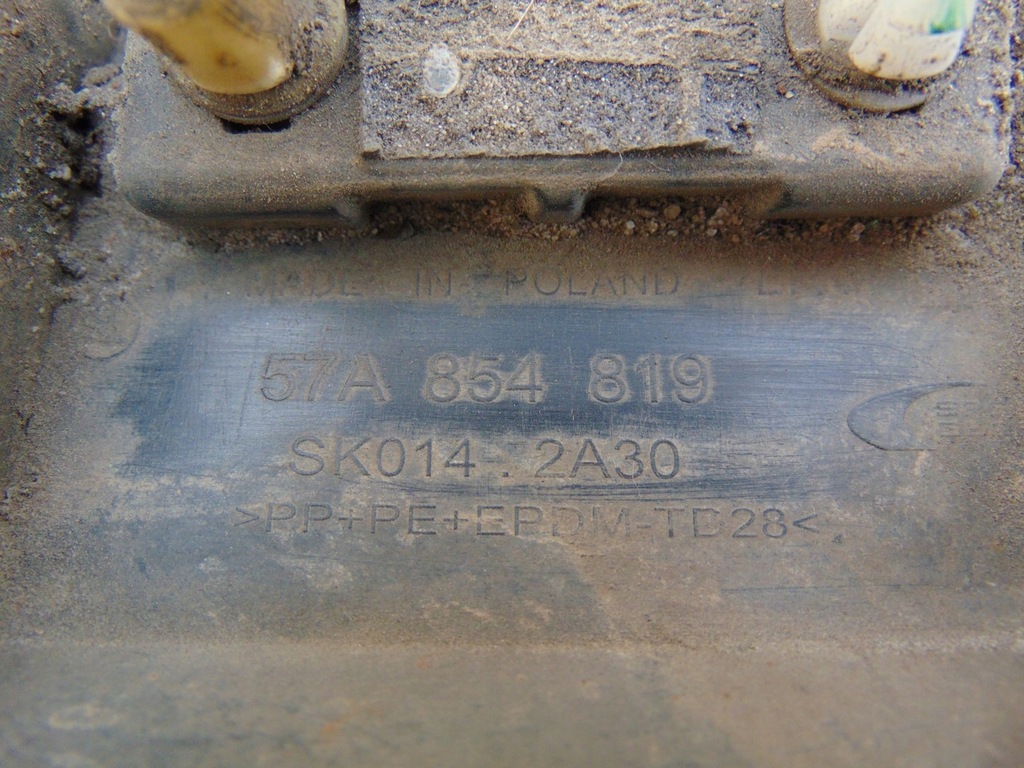 MADE IN POLAND
57A 854 819
SK014-.2A30
>PP+PE+EPDM-TD28<